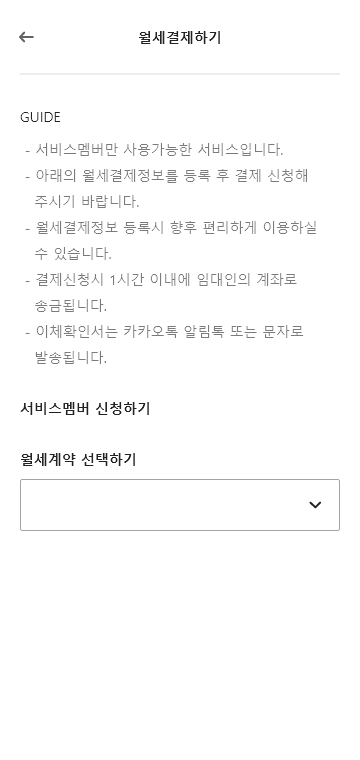 월세결제하기
GUIDE
- 서비스멤버만 사용가능한 서비스입니다.
- 아래의 월세결제정보를 등록 후 결제 신청해
주시기 바랍니다.
- 월세결제정보 등록시 향후 편리하게 이용하실
수 있습니다.
- 결제신청시 1시간 이내에 임대인의 계좌로
송금됩니다.
- 이체확인서는 카카오톡 알림톡 또는 문자로
발송됩니다.
서비스멤버 신청하기
월세계약 선택하기